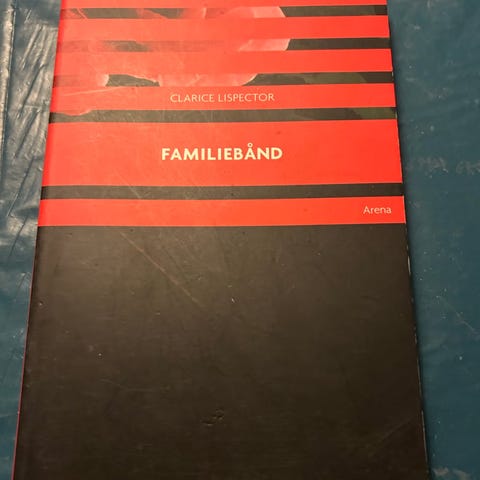 CLARICE LISPECTOR
FAMILIEBÅND
Arena